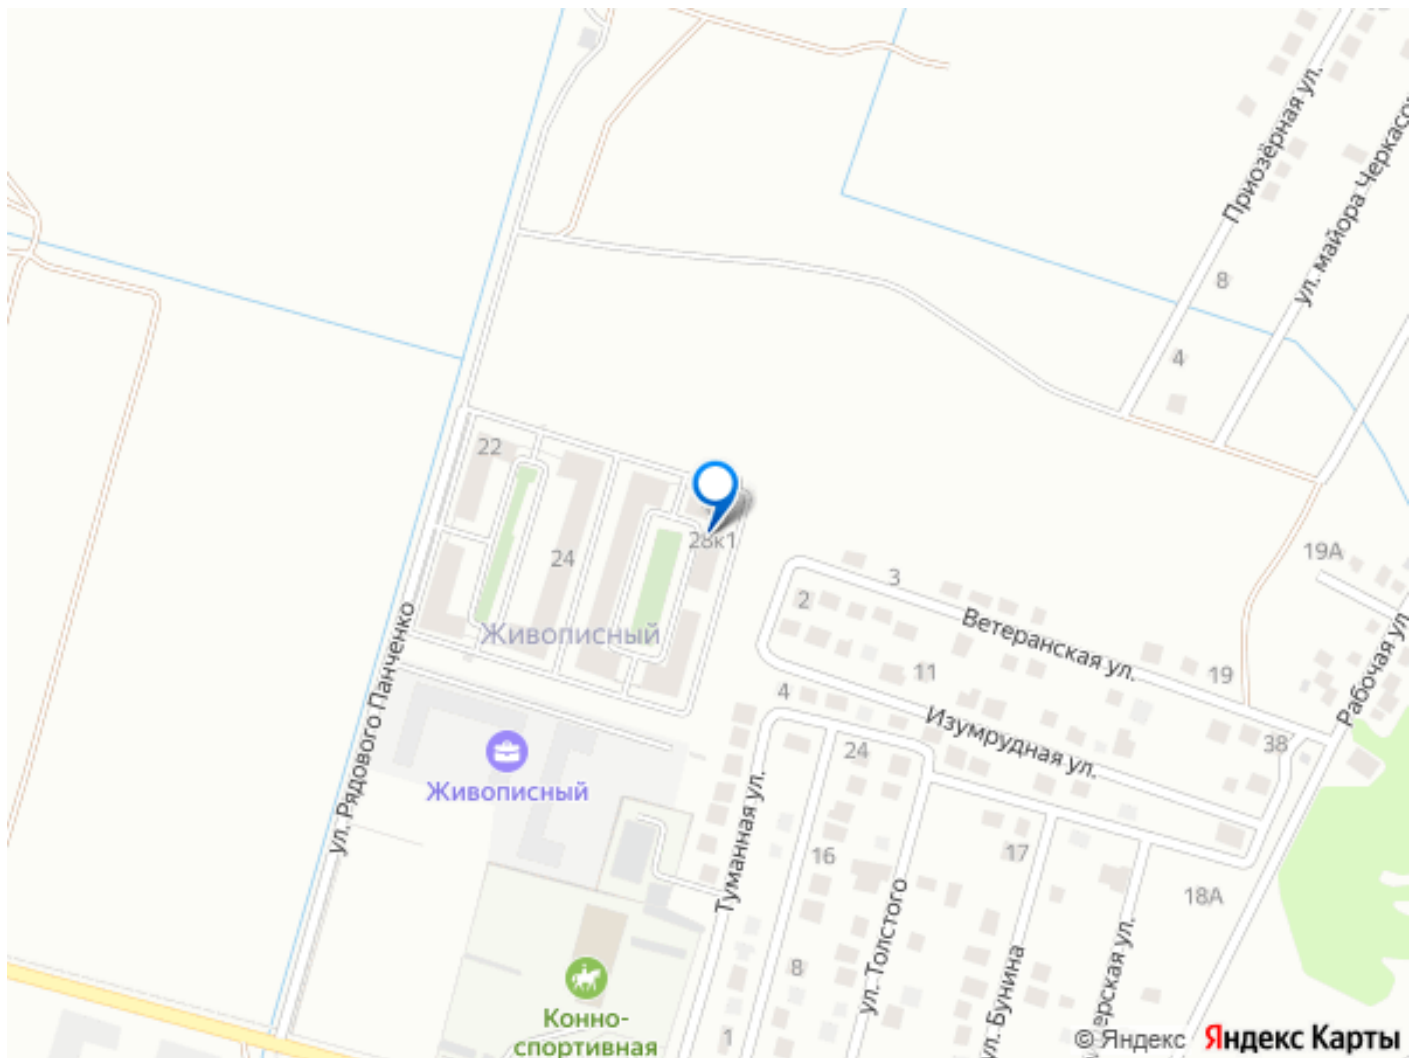 Приозёрная ул.
ул. майора Черкасо
8
4
22
28к1
24
Живописный
19А
3
2
Ветеранская ул.
11
19
Рабочая ул.
4
Изумрудная ул.
38
ул. Рядового Панченко
24
Живописный
Туманная ул.
16
17
18А
ул. Толстого
8
ул. Бунина
ерская ул.
1
Конно-
спортивная
© Яндекс Яндекс Карты